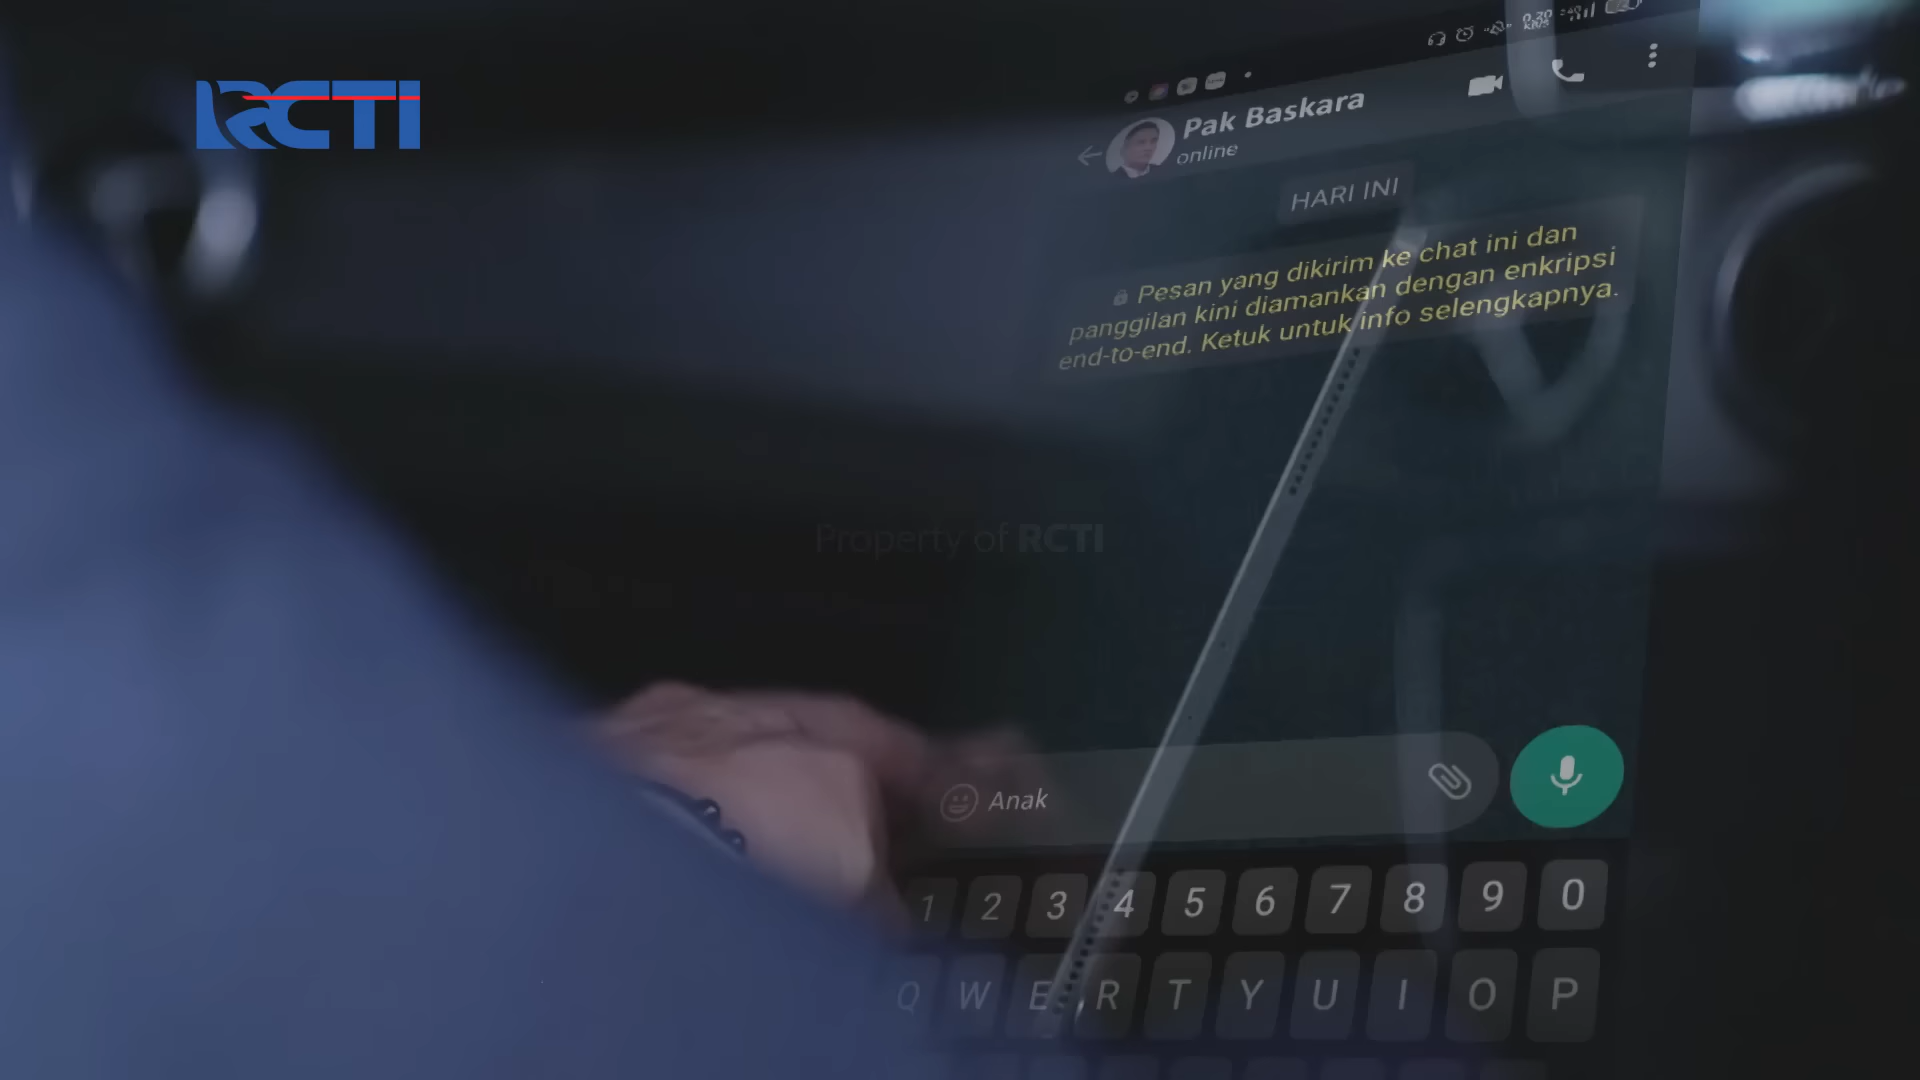 RCTI
Pak Baskara
online
HARI INI
Pesan yang dikirim ke chat ini dan
panggilan kini diamankan dengan enkripsi
end-to-end. Ketuk untuk info selengkapnya.
Property of RCTI
Anak
1 2 3 4 5 6 7 8 9 0
Q W E R T Y U I O P